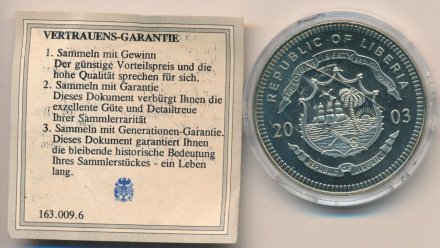 VERTRAUENS-GARANTIE
1. Sammeln mit Gewinn
Der günstige Vorteilspreis und die
hohe Qualität sprechen für sich.
2. Sammeln mit Garantie
Dieses Dokument verbürgt Ihnen die
exzellente Güte und Detailtreue
Ihrer Sammlerrarität
3. Sammeln mit Generationen-Garantie.
Dieses Dokument garantiert Ihnen
die bleibende historische Bedeutung
Ihres Sammlerstückes - ein Leben
lang.
163.009.6
REPUBLIC OF LIBERIA
20 03